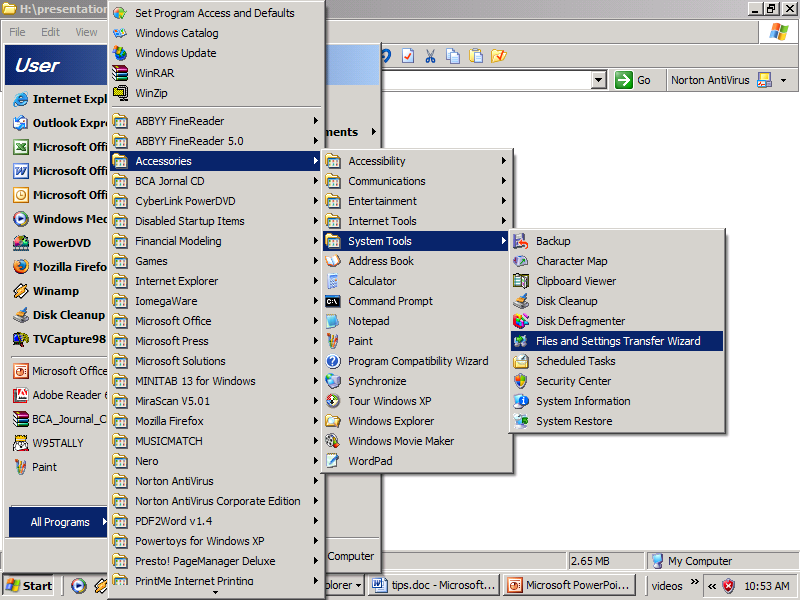 H:\presentation
File Edit View
User
Internet Expl
Outlook Expre
Microsoft Offi
Microsoft Offi
Microsoft Offi
Windows Med
PowerDVD
Mozilla Firefo
Winamp
Disk Cleanup
TVCapture98
Microsoft Office
Adobe Reader 6
BCA_Journal_C
W95TALLY
Paint
All Programs
Set Program Access and Defaults
Windows Catalog
Windows Update
WinRAR
WinZip
ABBYY FineReader
ABBYY FineReader 5.0
Accessories
BCA Jornal CD
CyberLink PowerDVD
Disabled Startup Items
Financial Modeling
Games
Internet Explorer
IomegaWare
Microsoft Office
Microsoft Press
Microsoft Solutions
MINITAB 13 for Windows
MiraScan V5.01
Mozilla Firefox
MUSICMATCH
Nero
Norton AntiVirus
Norton AntiVirus Corporate Edition
PDF2Word v1.4
Powertoys for Windows XP
Presto! PageManager Deluxe
PrintMe Internet Printing
ments
Accessibility
Communications
Entertainment
Internet Tools
System Tools
Address Book
Calculator
Command Prompt
Notepad
Paint
Program Compatibility Wizard
Synchronize
Tour Windows XP
Windows Explorer
Windows Movie Maker
WordPad
Backup
Character Map
Clipboard Viewer
Disk Cleanup
Disk Defragmenter
Files and Settings Transfer Wizard
Scheduled Tasks
Security Center
System Information
System Restore
Go
Norton AntiVirus
Computer
2.65 MB
My Computer
Start
plorer
tips.doc - Microsoft...
Microsoft PowerPoi...
videos
10:53 AM